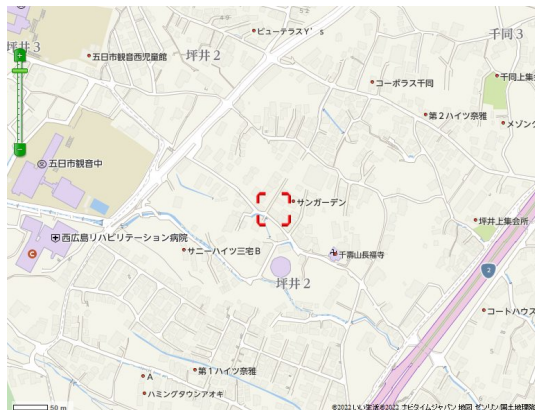 ビューテラスY's
千同3
坪井3
五日市観音西児童館
坪井2
コーポラス千同
千同上集会
第2ハイツ奈雅
メゾンク
五日市観音中
サンガーデン
坪井上集会所
西広島リハビリテーション病院
サニーハイツ三宅B
千壽山長福寺
2
坪井2
コートハウス
第1ハイツ奈雅
A
ハミングタウンアオキ
50 m
©2022 いい生活 ©2022 ナビタイムジャパン 地図 ゼンリン 国土地理院